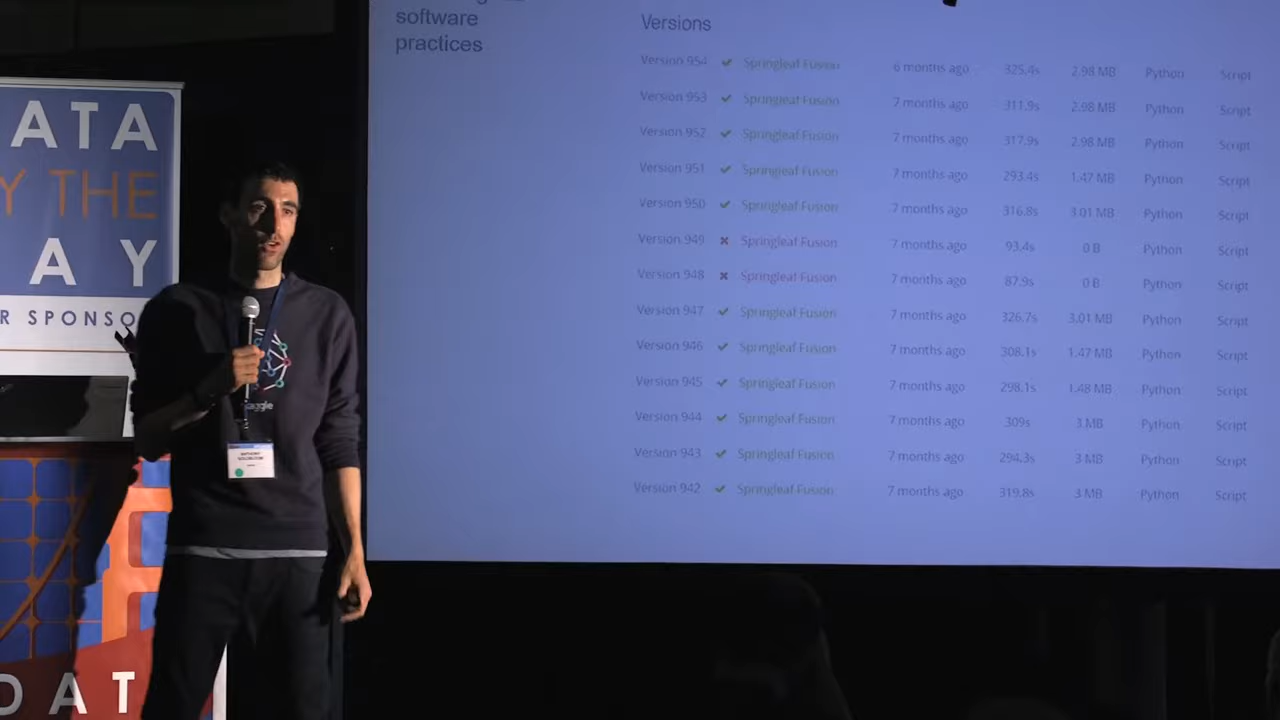 software
practices
Versions
Version 954 ✔ Springleaf Fusion 6 months ago 325.4s 2.98 MB Python Script
Version 953 ✔ Springleaf Fusion 7 months ago 311.9s 2.98 MB Python Script
Version 952 ✔ Springleaf Fusion 7 months ago 317.9s 2.98 MB Python Script
Version 951 ✔ Springleaf Fusion 7 months ago 293.4s 1.47 MB Python Script
Version 950 ✔ Springleaf Fusion 7 months ago 316.8s 3.01 MB Python Script
Version 949 ✖ Springleaf Fusion 7 months ago 93.4s 0 B Python Script
Version 948 ✖ Springleaf Fusion 7 months ago 87.9s 0 B Python Script
Version 947 ✔ Springleaf Fusion 7 months ago 326.7s 3.01 MB Python Script
Version 946 ✔ Springleaf Fusion 7 months ago 308.1s 1.47 MB Python Script
Version 945 ✔ Springleaf Fusion 7 months ago 298.1s 1.48 MB Python Script
Version 944 ✔ Springleaf Fusion 7 months ago 309s 3 MB Python Script
Version 943 ✔ Springleaf Fusion 7 months ago 294.3s 3 MB Python Script
Version 942 ✔ Springleaf Fusion 7 months ago 319.8s 3 MB Python Script
ATA
Y THE
AY
R SPONSO
aggle
DAT